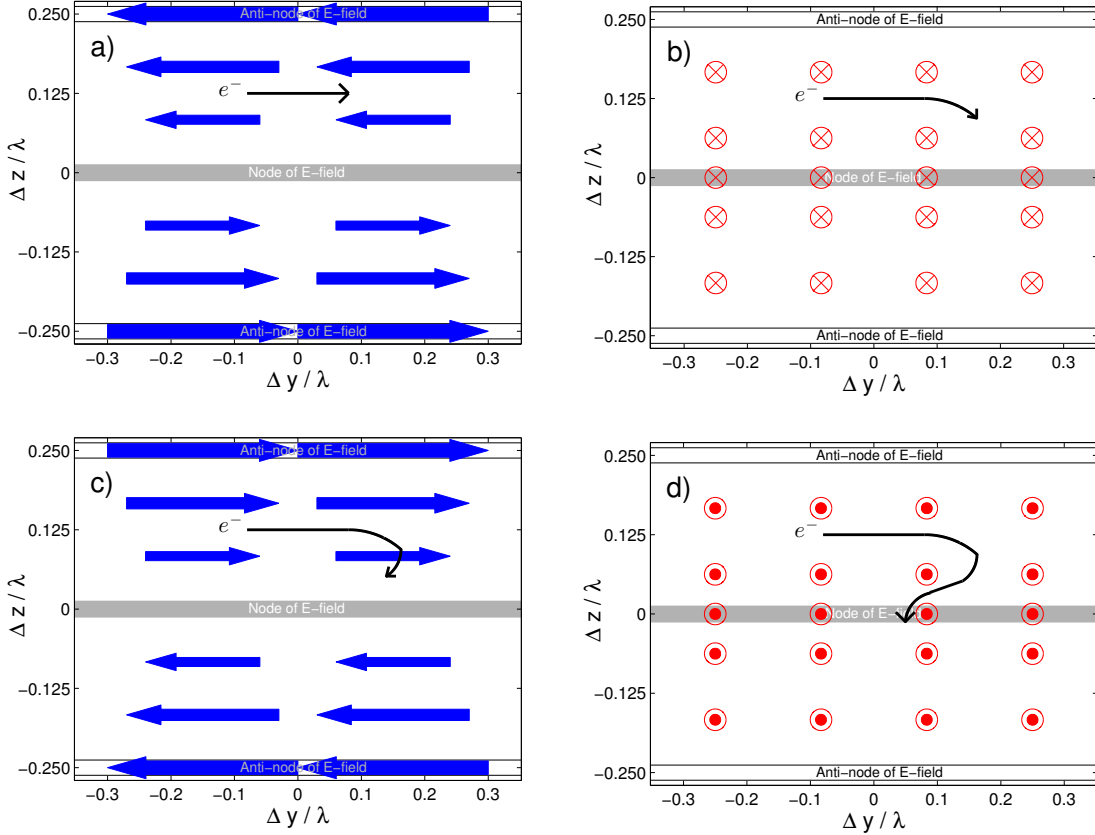 a)
Anti-node of E-field
e⁻
Node of E-field
Anti-node of E-field
0.250
0.125
0
-0.125
-0.250
Δ z / λ
-0.3 -0.2 -0.1 0 0.1 0.2 0.3
Δ y / λ
b)
Anti-node of E-field
e⁻
Node of E-field
Anti-node of E-field
0.250
0.125
0
-0.125
-0.250
Δ z / λ
-0.3 -0.2 -0.1 0 0.1 0.2 0.3
Δ y / λ
c)
Anti-node of E-field
e⁻
Node of E-field
Anti-node of E-field
0.250
0.125
0
-0.125
-0.250
Δ z / λ
-0.3 -0.2 -0.1 0 0.1 0.2 0.3
Δ y / λ
d)
Anti-node of E-field
e⁻
Node of E-field
Anti-node of E-field
0.250
0.125
0
-0.125
-0.250
Δ z / λ
-0.3 -0.2 -0.1 0 0.1 0.2 0.3
Δ y / λ